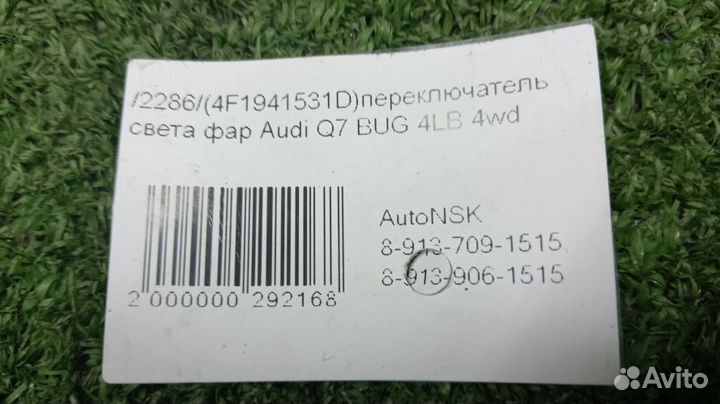 /2286/(4F1941531D)переключатель
света фар Audi Q7 BUG 4LB 4wd
AutoNSK
8-913-709-1515
8-913-906-1515
2 000000 292168
Avito